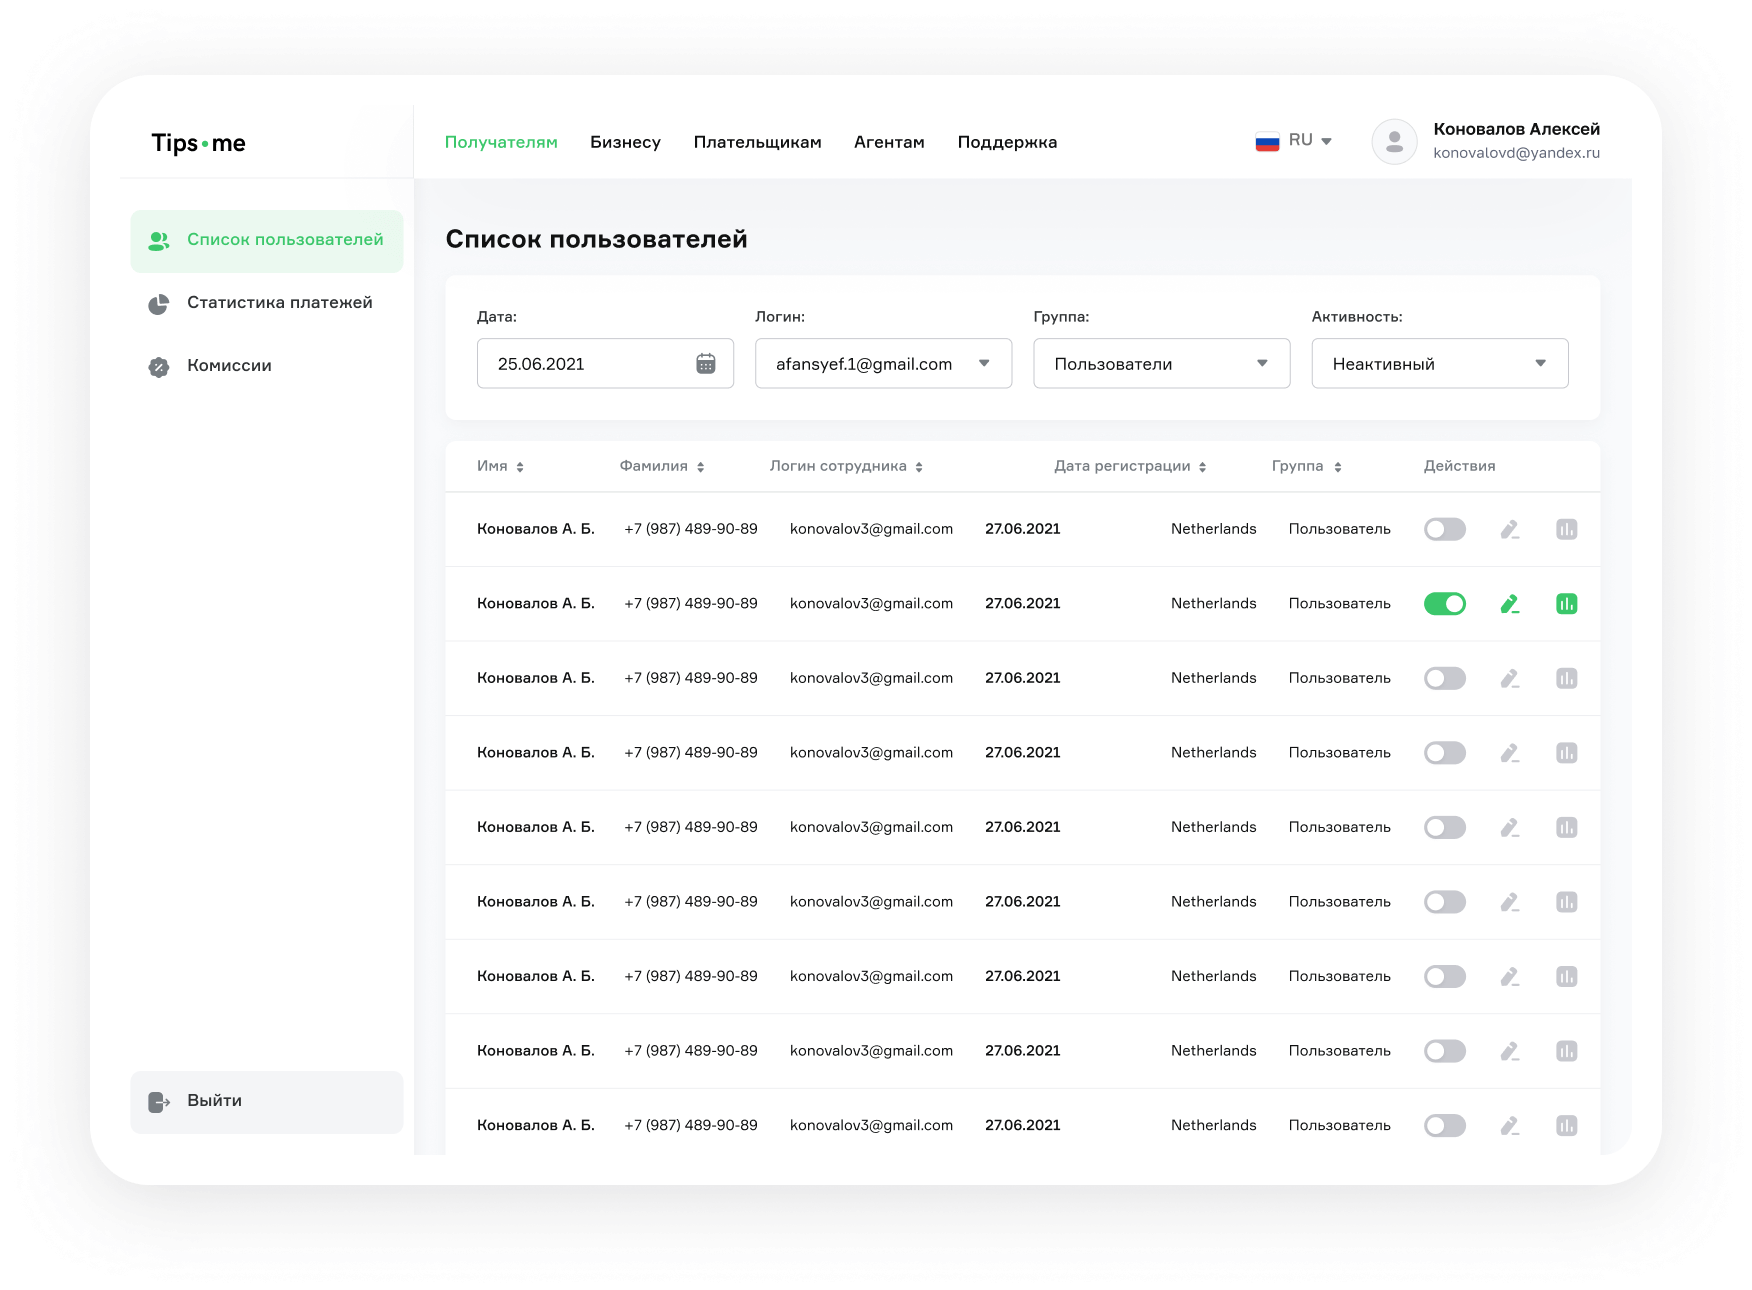 Tips•me
Получателям Бизнесу Плательщикам Агентам Поддержка
RU
Коновалов Алексей
konovalovd@yandex.ru
Список пользователей
Статистика платежей
Комиссии
Выйти
Список пользователей
Дата: Логин: Группа: Активность:
25.06.2021 afansyef.1@gmail.com Пользователи Неактивный
Имя Фамилия Логин сотрудника Дата регистрации Группа Действия
Коновалов А. Б. +7 (987) 489-90-89 konovalov3@gmail.com 27.06.2021 Netherlands Пользователь
Коновалов А. Б. +7 (987) 489-90-89 konovalov3@gmail.com 27.06.2021 Netherlands Пользователь
Коновалов А. Б. +7 (987) 489-90-89 konovalov3@gmail.com 27.06.2021 Netherlands Пользователь
Коновалов А. Б. +7 (987) 489-90-89 konovalov3@gmail.com 27.06.2021 Netherlands Пользователь
Коновалов А. Б. +7 (987) 489-90-89 konovalov3@gmail.com 27.06.2021 Netherlands Пользователь
Коновалов А. Б. +7 (987) 489-90-89 konovalov3@gmail.com 27.06.2021 Netherlands Пользователь
Коновалов А. Б. +7 (987) 489-90-89 konovalov3@gmail.com 27.06.2021 Netherlands Пользователь
Коновалов А. Б. +7 (987) 489-90-89 konovalov3@gmail.com 27.06.2021 Netherlands Пользователь
Коновалов А. Б. +7 (987) 489-90-89 konovalov3@gmail.com 27.06.2021 Netherlands Пользователь